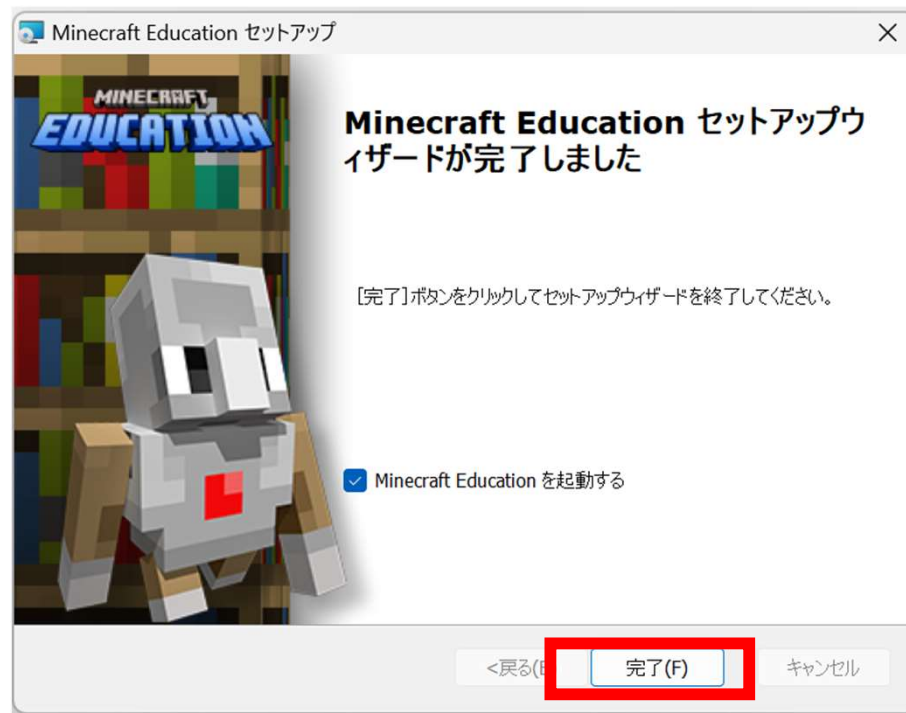 Minecraft Education セットアップ
MINECRAFT
EDUCATION
Minecraft Education セットアップウ
ィザードが完了しました
[完了]ボタンをクリックしてセットアップウィザードを終了してください。
Minecraft Education を起動する
<戻る(
完了(F)
キャンセル